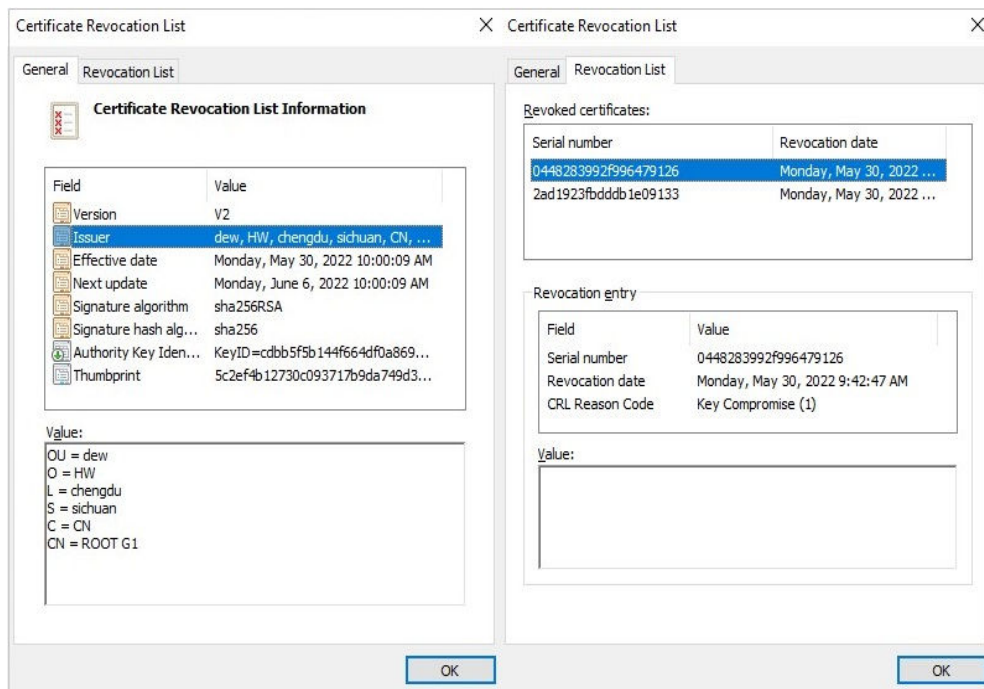 Certificate Revocation List
General
Revocation List
Certificate Revocation List Information
Field Value
Version V2
Issuer dew, HW, chengdu, sichuan, CN, ...
Effective date Monday, May 30, 2022 10:00:09 AM
Next update Monday, June 6, 2022 10:00:09 AM
Signature algorithm sha256RSA
Signature hash alg... sha256
Authority Key Iden... KeyID=cdbb5f5b144f664df0a869...
Thumbprint 5c2ef4b12730c093717b9da749d3...
Value:
OU = dew
O = HW
L = chengdu
S = sichuan
C = CN
CN = ROOT G1
OK
Certificate Revocation List
General
Revocation List
Revoked certificates:
Serial number Revocation date
0448283992f996479126 Monday, May 30, 2022 ...
2ad1923fbdddb1e09133 Monday, May 30, 2022 ...
Revocation entry
Field Value
Serial number 0448283992f996479126
Revocation date Monday, May 30, 2022 9:42:47 AM
CRL Reason Code Key Compromise (1)
Value:
OK